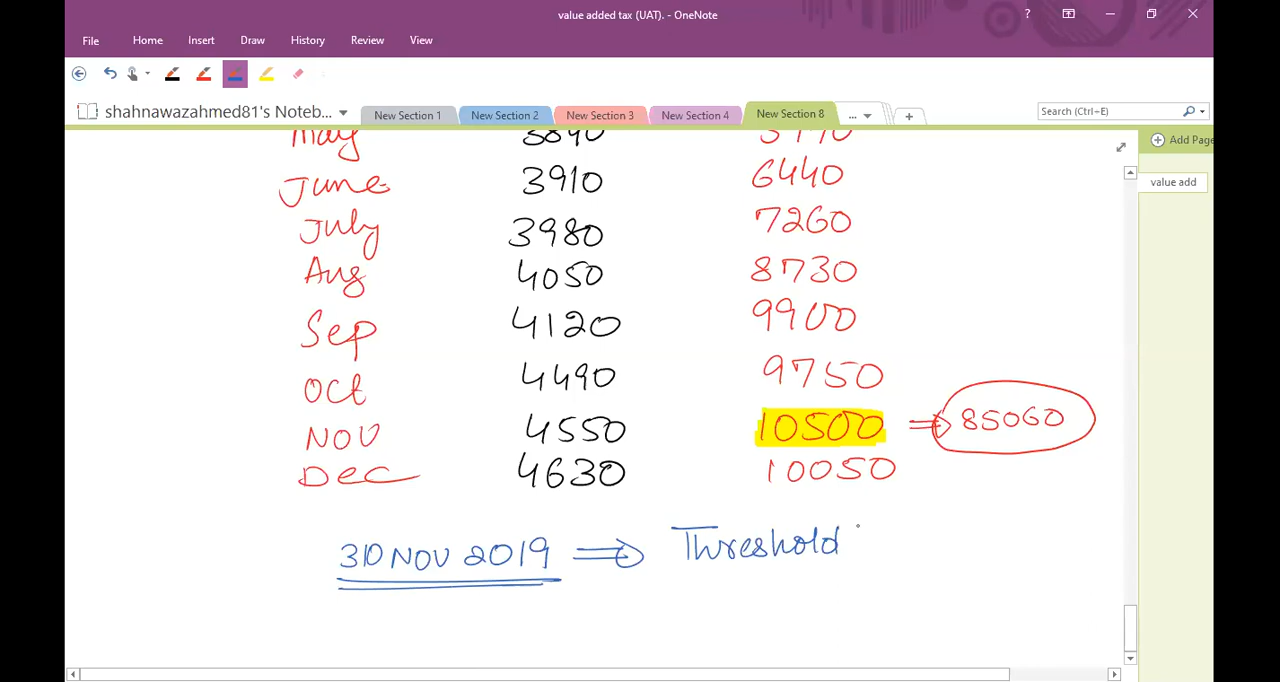 value added tax (UAT). - OneNote
?
File Home Insert Draw History Review View
shahnawazahmed81's Noteb... New Section 1 New Section 2 New Section 3 New Section 4 New Section 8 ... +
Search (Ctrl+E)
Add Page
value add
May 3840
June 3910 6440
July 3980 7260
Aug 4050 8730
Sep 4120 9900
Oct 4490 9750
NOV 4550 10500 ⇒ 85060
Dec 4630 10050
30 NOV 2019 ⇒ Threshold